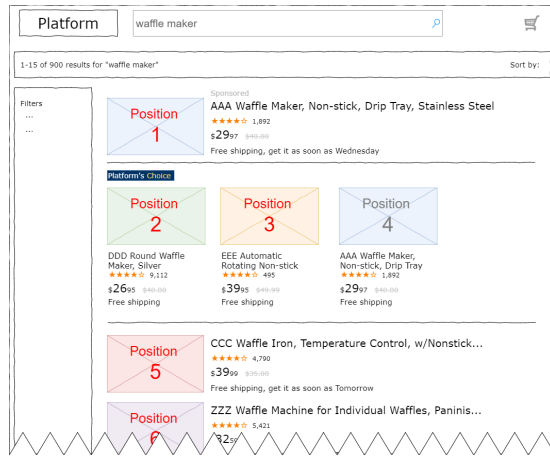 Platform
waffle maker
1-15 of 900 results for "waffle maker"
Sort by:
Filters
...
...
Sponsored
Position
1
AAA Waffle Maker, Non-stick, Drip Tray, Stainless Steel
1,892
$2997 $40.00
Free shipping, get it as soon as Wednesday
Platform's Choice
Position
2
DDD Round Waffle
Maker, Silver
9,112
$2695 $40.00
Free shipping
Position
3
EEE Automatic
Rotating Non-stick
495
$3995 $49.99
Free shipping
Position
4
AAA Waffle Maker,
Non-stick, Drip Tray
1,892
$2997 $40.00
Free shipping
Position
5
CCC Waffle Iron, Temperature Control, w/Nonstick...
4,790
$3999 $35.00
Free shipping, get it as soon as Tomorrow
Position
6
ZZZ Waffle Machine for Individual Waffles, Paninis...
5,421